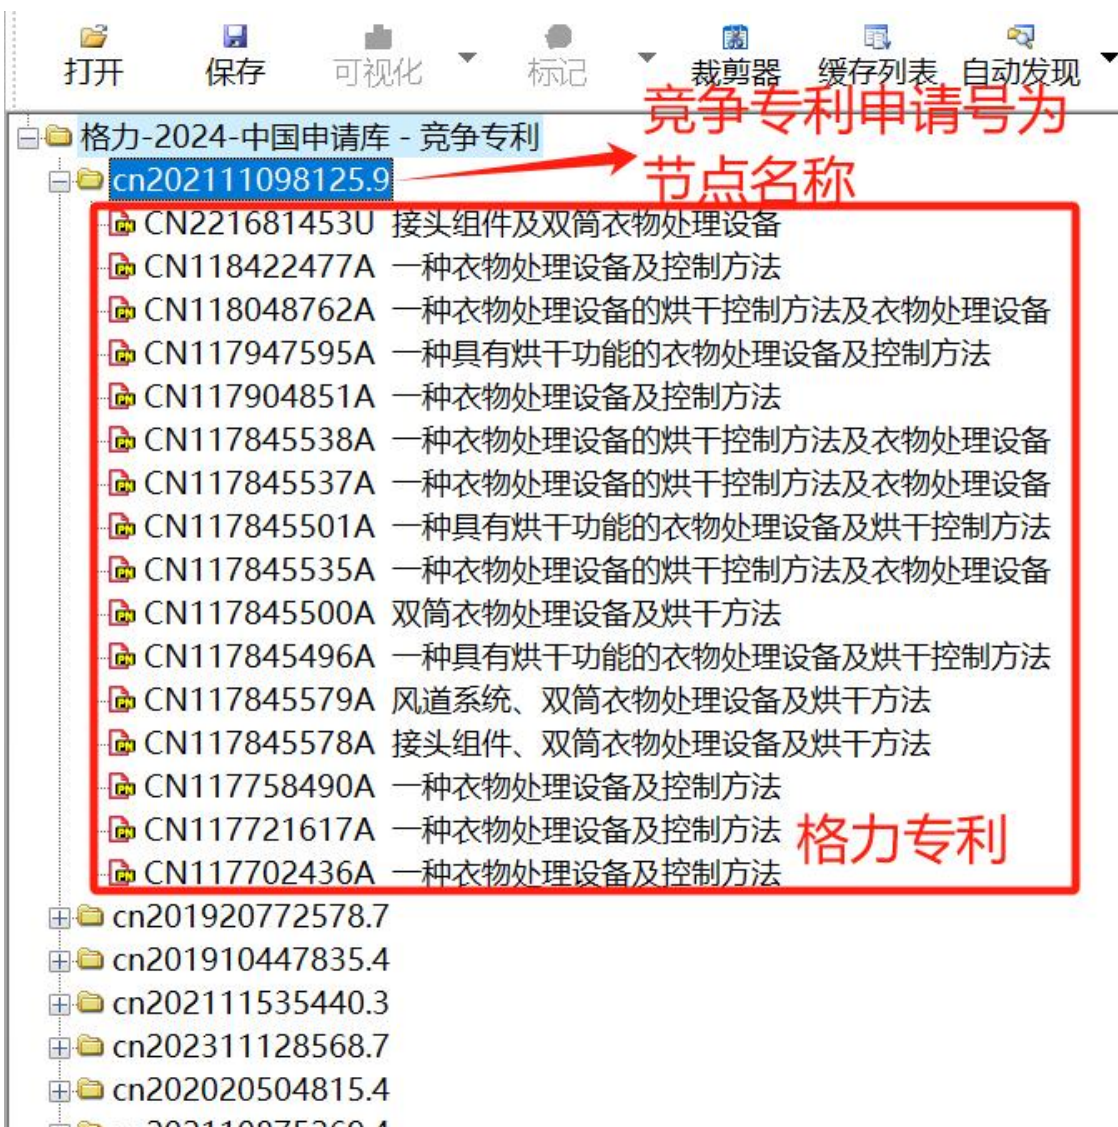 打开 保存 可视化 标记 裁剪器 缓存列表 自动发现
竞争专利申请号为
节点名称
格力-2024-中国申请库 - 竞争专利
cn202111098125.9
CN221681453U 接头组件及双筒衣物处理设备
CN118422477A 一种衣物处理设备及控制方法
CN118048762A 一种衣物处理设备的烘干控制方法及衣物处理设备
CN117947595A 一种具有烘干功能的衣物处理设备及控制方法
CN117904851A 一种衣物处理设备及控制方法
CN117845538A 一种衣物处理设备的烘干控制方法及衣物处理设备
CN117845537A 一种衣物处理设备的烘干控制方法及衣物处理设备
CN117845501A 一种具有烘干功能的衣物处理设备及烘干控制方法
CN117845535A 一种衣物处理设备的烘干控制方法及衣物处理设备
CN117845500A 双筒衣物处理设备及烘干方法
CN117845496A 一种具有烘干功能的衣物处理设备及烘干控制方法
CN117845579A 风道系统、双筒衣物处理设备及烘干方法
CN117845578A 接头组件、双筒衣物处理设备及烘干方法
CN117758490A 一种衣物处理设备及控制方法
CN117721617A 一种衣物处理设备及控制方法
格力专利
CN117702436A 一种衣物处理设备及控制方法
cn201920772578.7
cn201910447835.4
cn202111535440.3
cn202311128568.7
cn202020504815.4